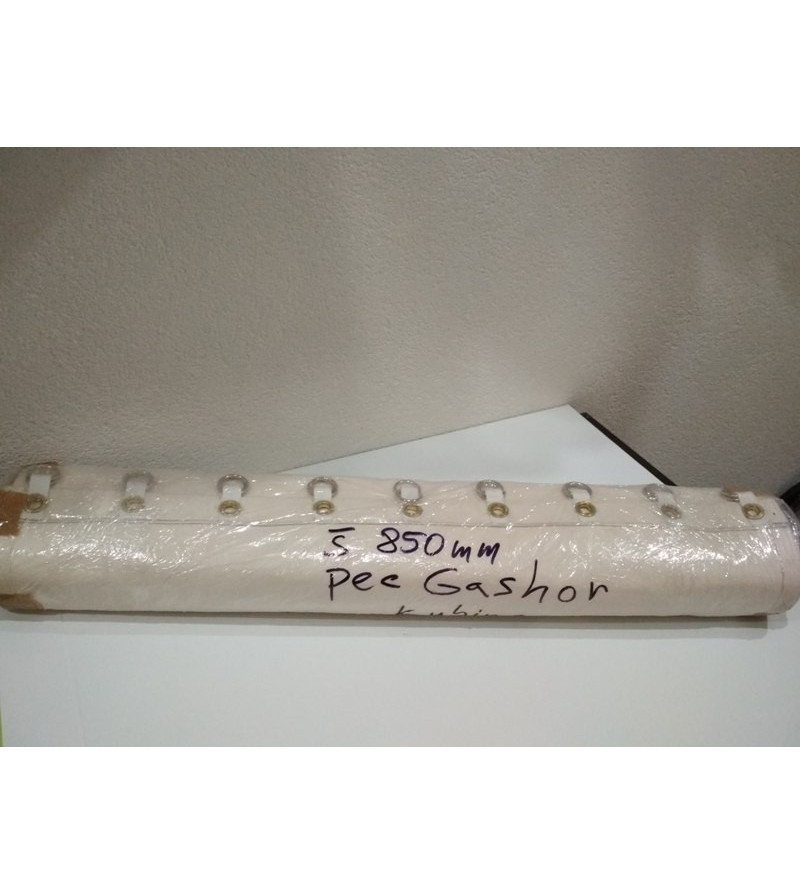 š 850mm
pec Gashor